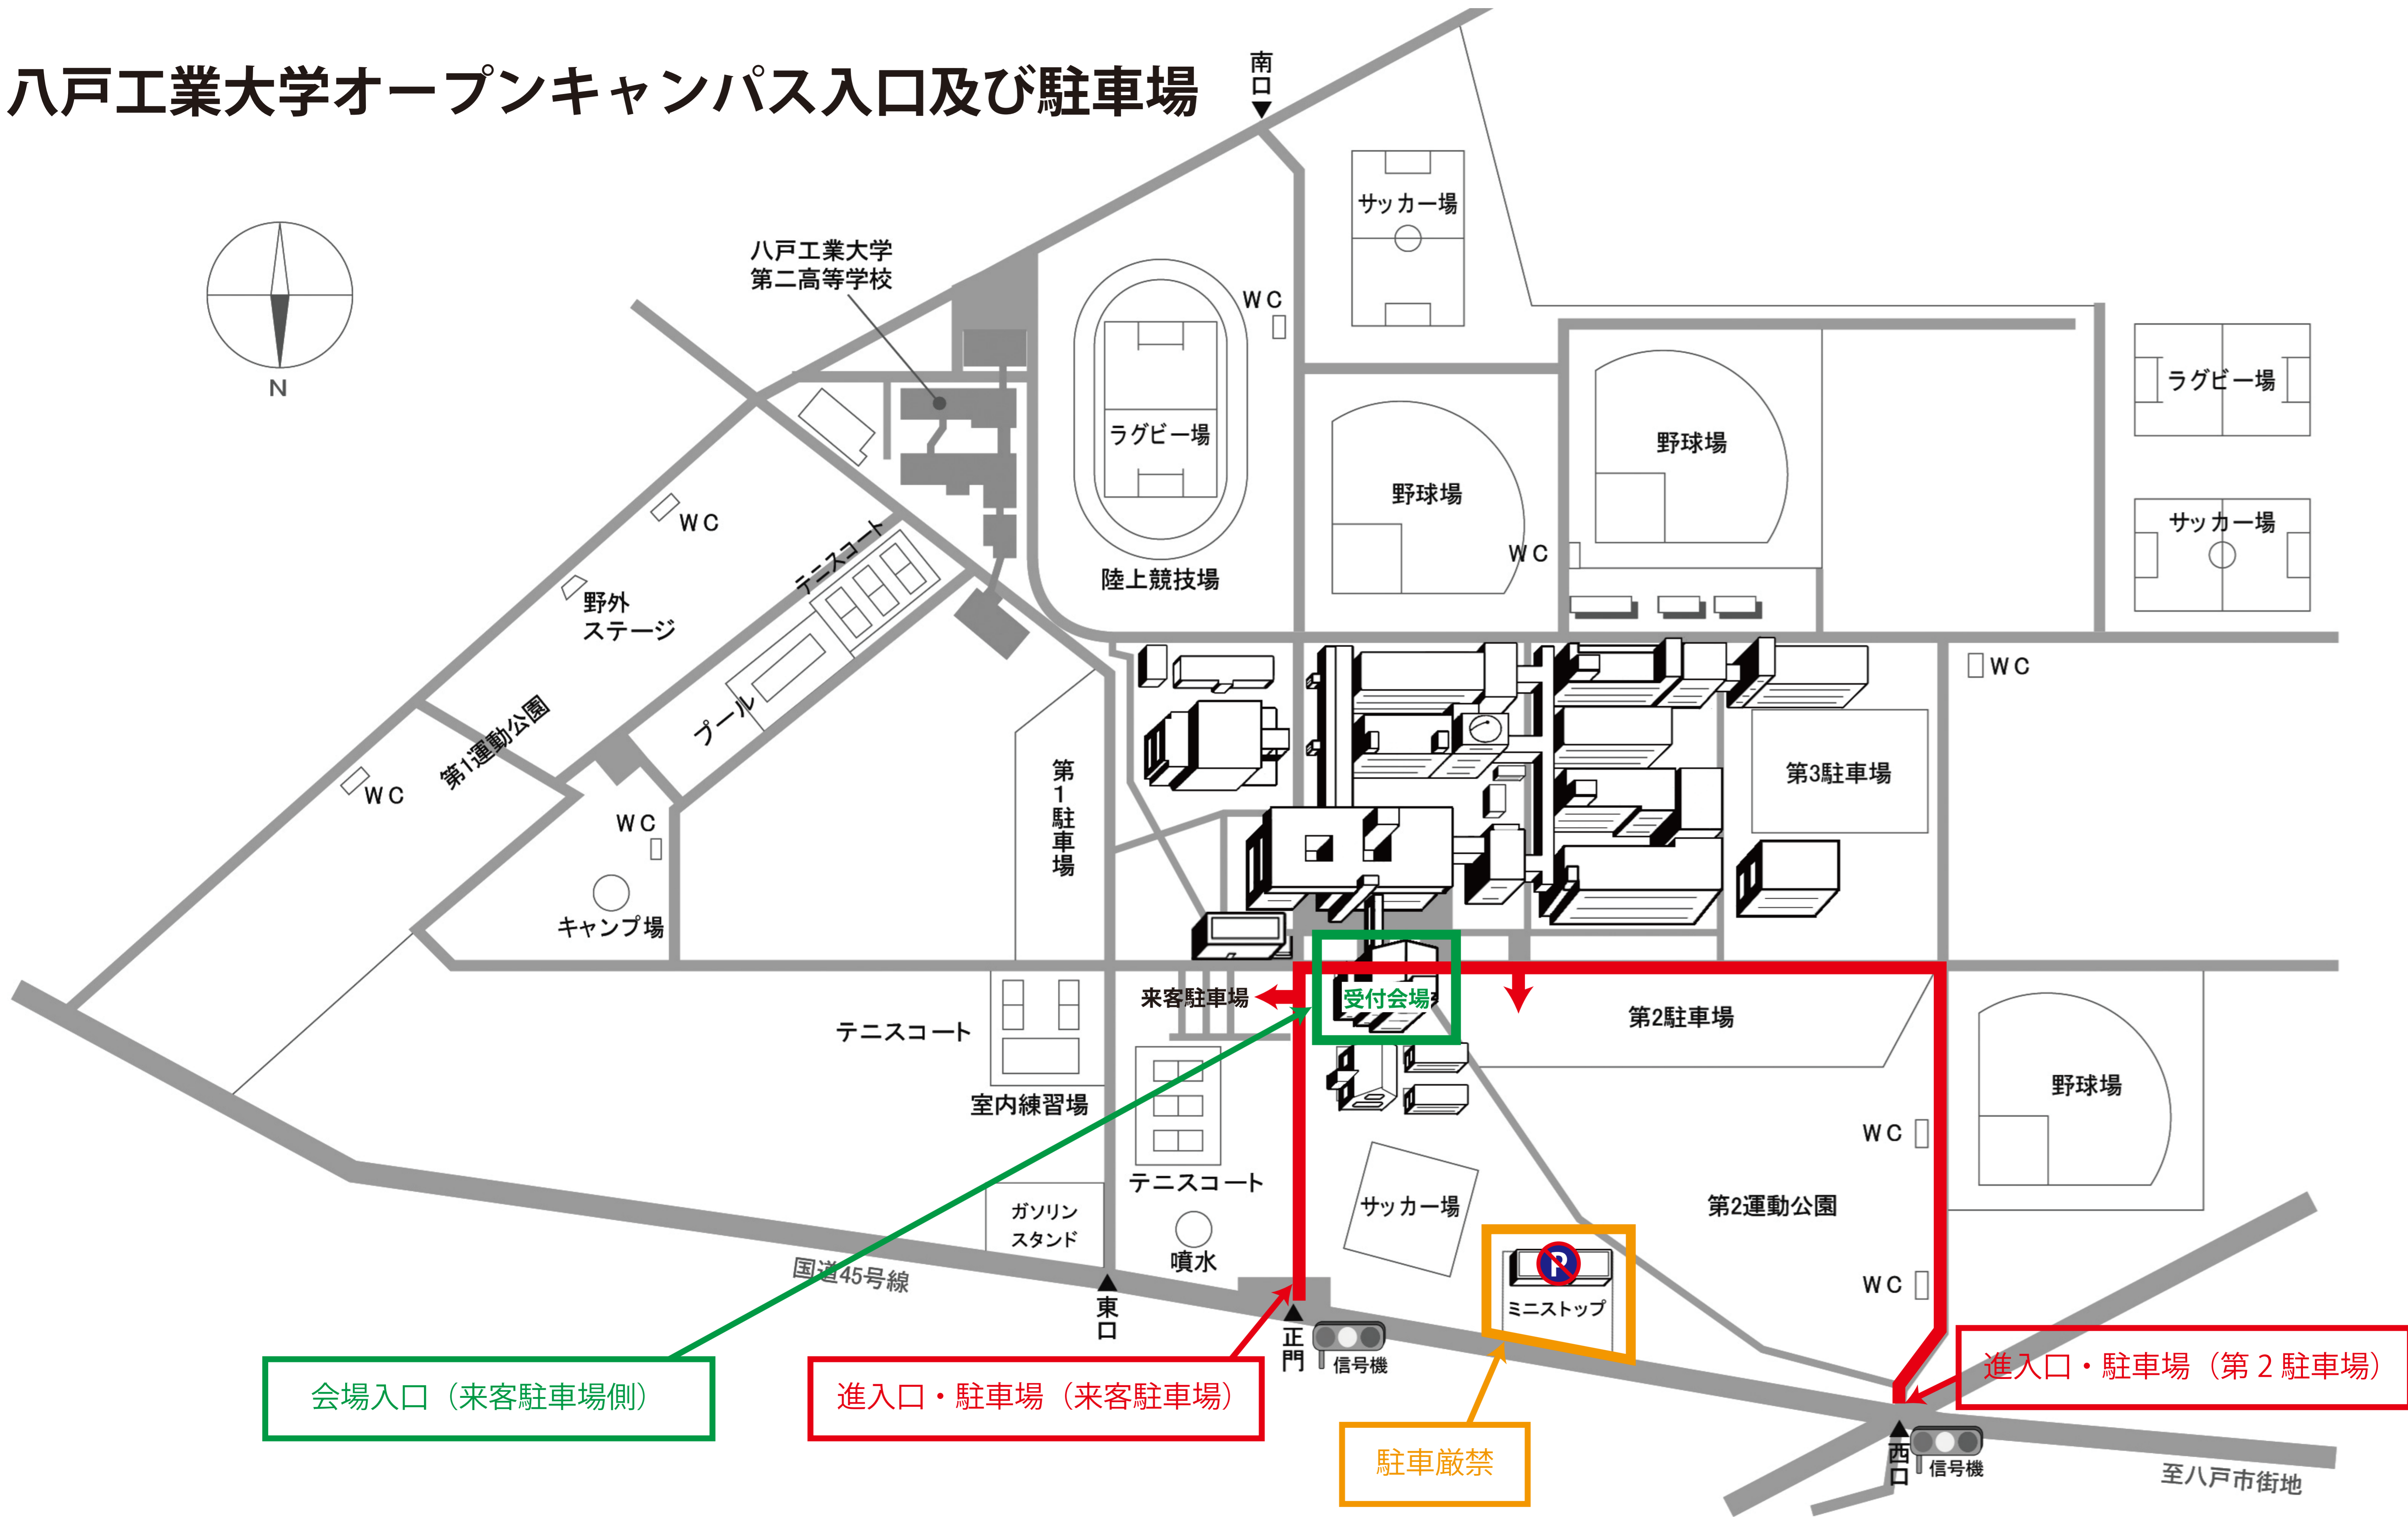 八戸工業大学オープンキャンパス入口及び駐車場
南口
サッカー場
八戸工業大学
第二高等学校
WC
N
ラグビー場
ラグビー場
野球場
野球場
WC
テニスコート
WC
サッカー場
陸上競技場
野外
ステージ
WC
プール
第1運動公園
第1駐車場
第3駐車場
WC
WC
キャンプ場
来客駐車場
受付会場
第2駐車場
テニスコート
室内練習場
野球場
WC
テニスコート
サッカー場
第2運動公園
ガソリン
スタンド
噴水
P
国道45号線
WC
ミニストップ
東口
正門
信号機
会場入口（来客駐車場側）
進入口・駐車場（来客駐車場）
進入口・駐車場（第2駐車場）
駐車厳禁
西口
信号機
至八戸市街地